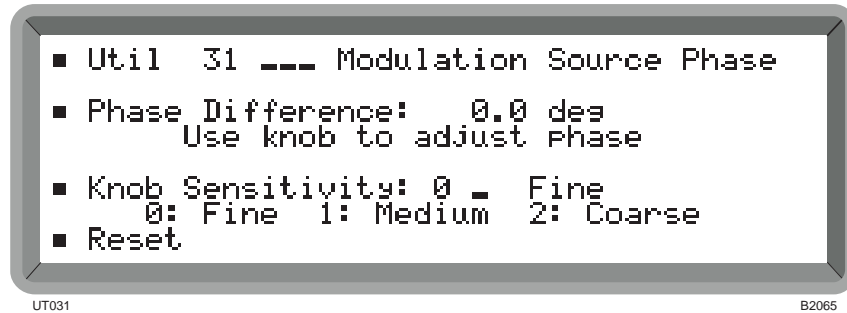 ▪ Util 31 ___ Modulation Source Phase
▪ Phase Difference: 0.0 deg
Use knob to adjust phase
▪ Knob Sensitivity: 0 _ Fine
0: Fine 1: Medium 2: Coarse
▪ Reset
UT031 B2065